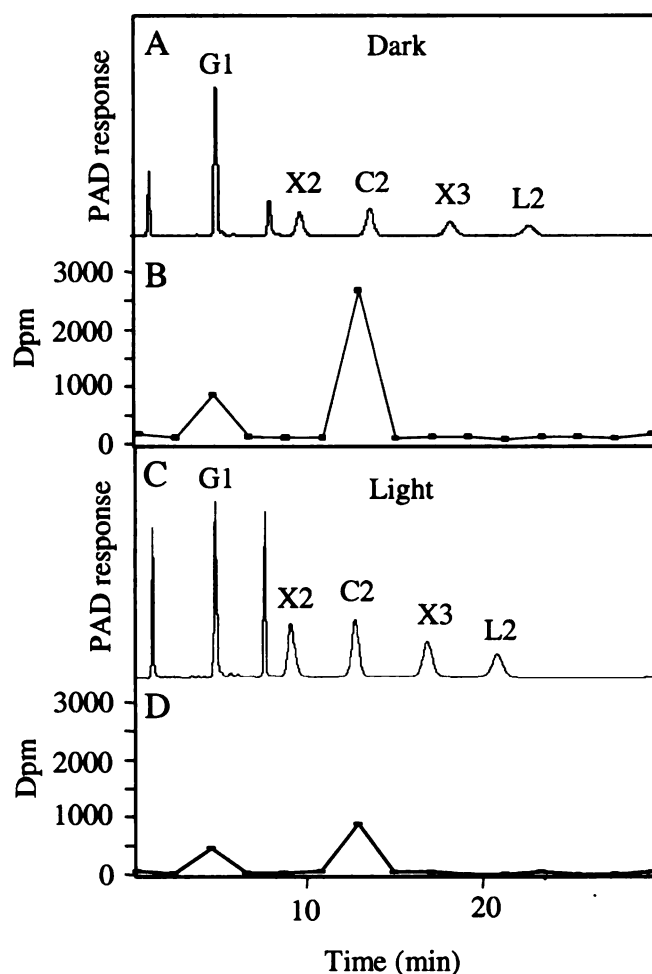 A
Dark
G1
X2
C2
X3
L2
PAD response
B
3000
2000
1000
0
Dpm
C
Light
G1
X2
C2
X3
L2
PAD response
D
3000
2000
1000
0
Dpm
10
20
Time (min)